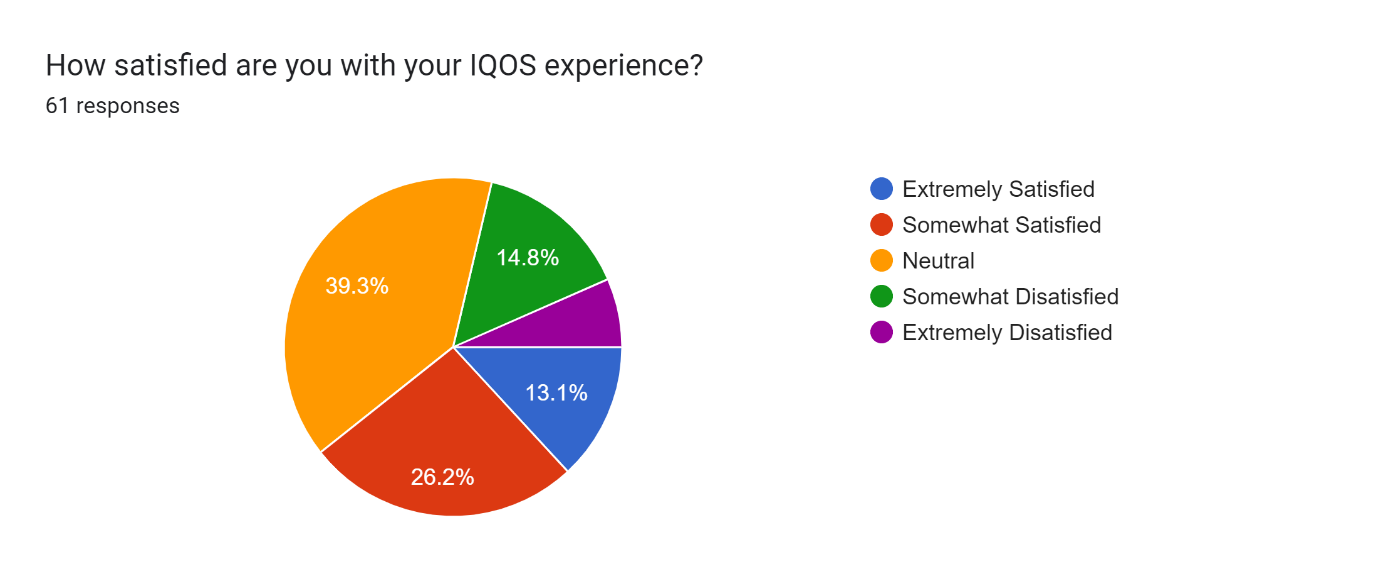 How satisfied are you with your IQOS experience?
61 responses
39.3%
14.8%
13.1%
26.2%
Extremely Satisfied
Somewhat Satisfied
Neutral
Somewhat Disatisfied
Extremely Disatisfied